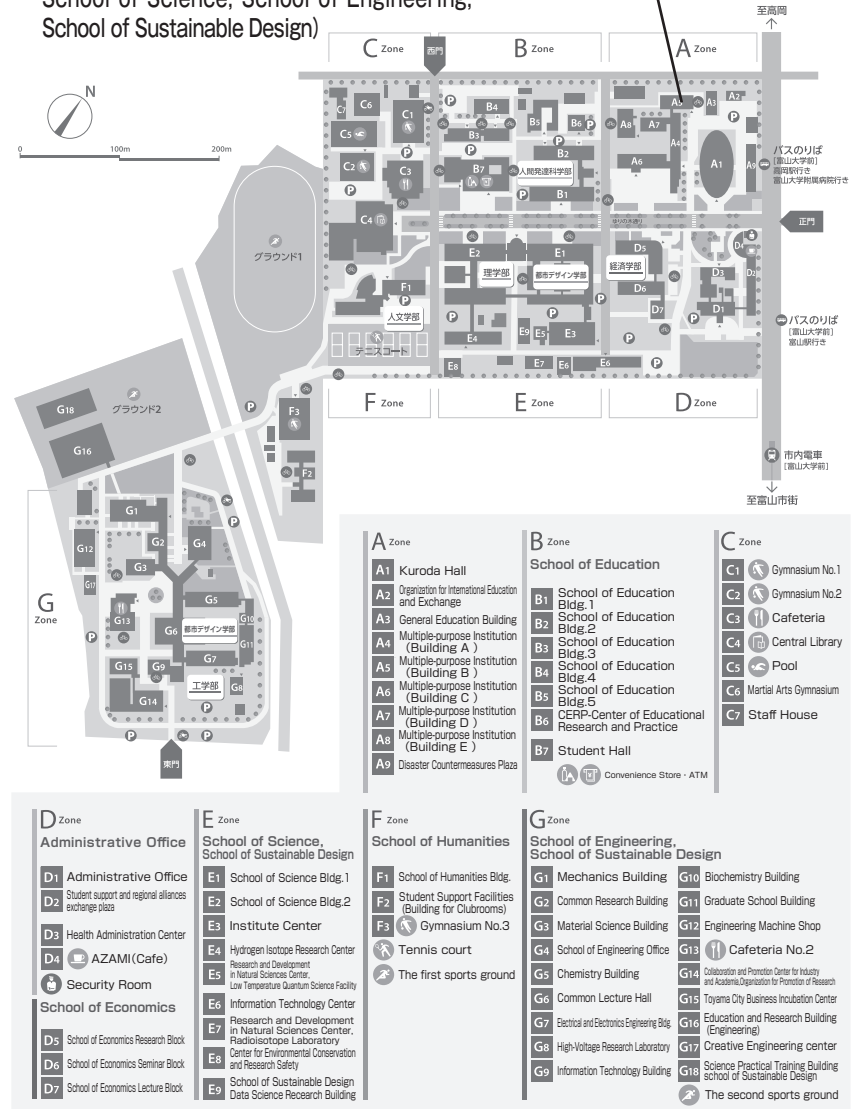 School of Science, School of Engineering,
School of Sustainable Design)
至高岡
C Zone
西門
B Zone
A Zone
N
0 100m 200m
C7
C6
C1
C5
C2
C3
C4
B4
B3
B5
B6
B7
B2
B1
人間発達科学部
A5
A3
A2
A8
A7
A4
A6
A1
A9
バスのりば
[富山大学前]
高岡駅行き
富山大学附属病院行き
正門
グラウンド1
E2
E1
理学部
都市デザイン学部
経済学部
D5
D6
D7
D4
D3
D2
D1
F1
人文学部
テニスコート
E4
E9
E5
E3
E8
E7
E6
E6
バスのりば
[富山大学前]
富山駅行き
F Zone
E Zone
D Zone
市内電車
[富山大学前]
至富山市街
G18
グラウンド2
G16
F3
F2
G Zone
G1
G2
G4
G12
G3
G17
G13
G5
G6
都市デザイン学部
G10
G11
G7
G15
G9
G14
工学部
G8
東門
P
A Zone
A1 Kuroda Hall
A2 Organization for International Education
and Exchange
A3 General Education Building
A4 Multiple-purpose Institution
(Building A )
A5 Multiple-purpose Institution
(Building B )
A6 Multiple-purpose Institution
(Building C )
A7 Multiple-purpose Institution
(Building D )
A8 Multiple-purpose Institution
(Building E )
A9 Disaster Countermeasures Plaza
B Zone
School of Education
B1 School of Education
Bldg.1
B2 School of Education
Bldg.2
B3 School of Education
Bldg.3
B4 School of Education
Bldg.4
B5 School of Education
Bldg.5
B6 CERP-Center of Educational
Research and Practice
B7 Student Hall
Convenience Store・ATM
C Zone
C1 Gymnasium No.1
C2 Gymnasium No.2
C3 Cafeteria
C4 Central Library
C5 Pool
C6 Martial Arts Gymnasium
C7 Staff House
D Zone
Administrative Office
D1 Administrative Office
D2 Student support and regional alliances
exchange plaza
D3 Health Administration Center
D4 AZAMI(Cafe)
Security Room
School of Economics
D5 School of Economics Research Block
D6 School of Economics Seminar Block
D7 School of Economics Lecture Block
E Zone
School of Science,
School of Sustainable Design
E1 School of Science Bldg.1
E2 School of Science Bldg.2
E3 Institute Center
E4 Hydrogen Isotope Research Center
E5 Research and Development
in Natural Sciences Center,
Low Temperature Quantum Science Facility
E6 Information Technology Center
E7 Research and Development
in Natural Sciences Center,
Radioisotope Laboratory
E8 Center for Environmental Conservation
and Research Safety
E9 School of Sustainable Design
Data Science Recearch Building
F Zone
School of Humanities
F1 School of Humanities Bldg.
F2 Student Support Facilities
(Building for Clubrooms)
F3 Gymnasium No.3
Tennis court
The first sports ground
G Zone
School of Engineering,
School of Sustainable Design
G1 Mechanics Building
G2 Common Research Building
G3 Material Science Building
G4 School of Engineering Office
G5 Chemistry Building
G6 Common Lecture Hall
G7 Electrical and Electronics Engineering Bldg.
G8 High-Voltage Research Laboratory
G9 Information Technology Building
G10 Biochemistry Building
G11 Graduate School Building
G12 Engineering Machine Shop
G13 Cafeteria No.2
G14 Collaboration and Promotion Center for Industry
and Academia,Organization for Promotion of Research
G15 Toyama City Business Incubation Center
G16 Education and Research Building
(Engineering)
G17 Creative Engineering center
G18 Science Practical Training Building
school of Sustainable Design
The second sports ground